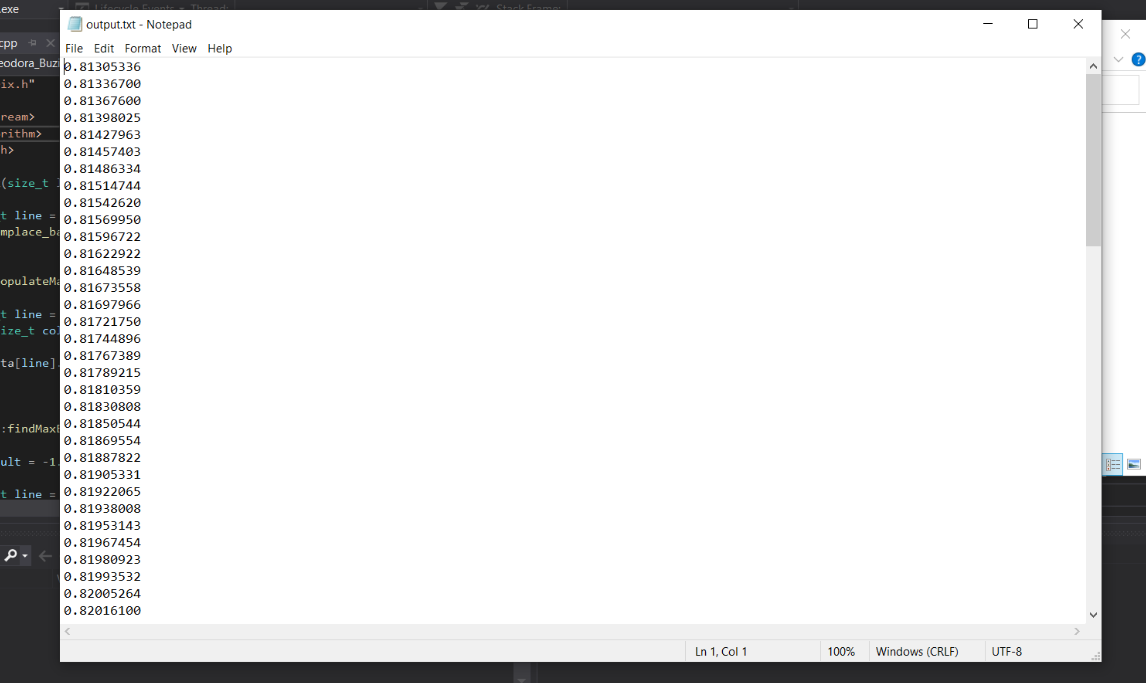 .exe
Lifecycle Events
Thread:
Stack Frame:
output.txt - Notepad
File Edit Format View Help
cpp
eodora_Buzi
ix.h"
ream>
rithm>
h>
(size_t
t line =
mplace_ba
opulateMa
t line =
ize_t col
ta[line]
:findMaxE
ult = -1
t line =
0.81305336
0.81336700
0.81367600
0.81398025
0.81427963
0.81457403
0.81486334
0.81514744
0.81542620
0.81569950
0.81596722
0.81622922
0.81648539
0.81673558
0.81697966
0.81721750
0.81744896
0.81767389
0.81789215
0.81810359
0.81830808
0.81850544
0.81869554
0.81887822
0.81905331
0.81922065
0.81938008
0.81953143
0.81967454
0.81980923
0.81993532
0.82005264
0.82016100
Ln 1, Col 1
100%
Windows (CRLF)
UTF-8